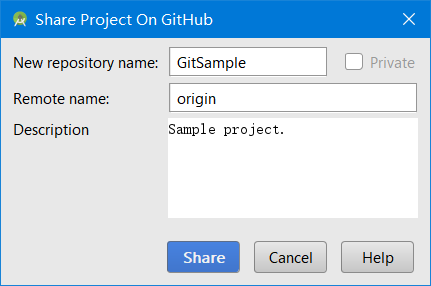 Share Project On GitHub
New repository name: GitSample Private
Remote name: origin
Description Sample project.
Share Cancel Help